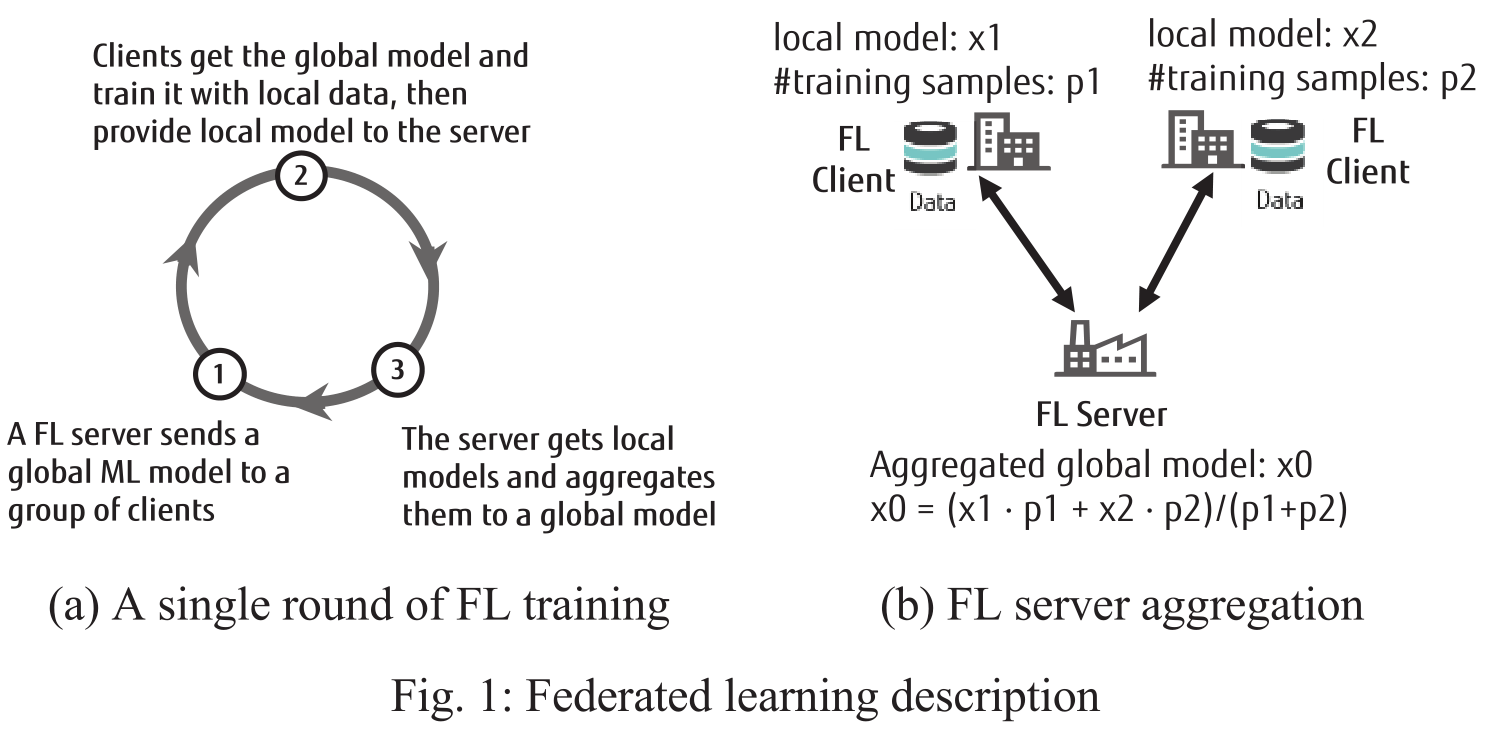 Clients get the global model and
train it with local data, then
provide local model to the server
2
1
3
A FL server sends a
global ML model to a
group of clients
The server gets local
models and aggregates
them to a global model
(a) A single round of FL training
local model: x1
#training samples: p1
FL
Client
Data
local model: x2
#training samples: p2
FL
Client
Data
FL Server
Aggregated global model: x0
x0 = (x1 · p1 + x2 · p2)/(p1+p2)
(b) FL server aggregation
Fig. 1: Federated learning description